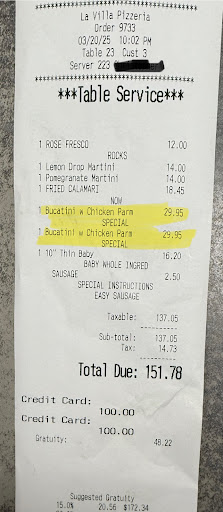 La Villa Pizzeria
Order 9733
03/20/25 10:02 PM
Table 23 Cust 3
Server 223
***Table Service***
1 ROSE FRESCO 12.00
ROCKS
1 Lemon Drop Martini 14.00
1 Pomegranate Martini 14.00
1 FRIED CALAMARI 18.45
NOW
1 Bucatini w Chicken Parm 29.95
SPECIAL
1 Bucatini w Chicken Parm 29.95
SPECIAL
1 10" Thin Baby 16.20
BABY WHOLE INGRED
SAUSAGE 2.50
SPECIAL INSTRUCTIONS
EASY SAUSAGE
Taxable: 137.05
Sub-total: 137.05
Tax: 14.73
Total Due: 151.78
Credit Card:
100.00
Credit Card:
100.00
Gratuity: 48.22
Suggested Gratuity
15.0% 20.56 $172.34